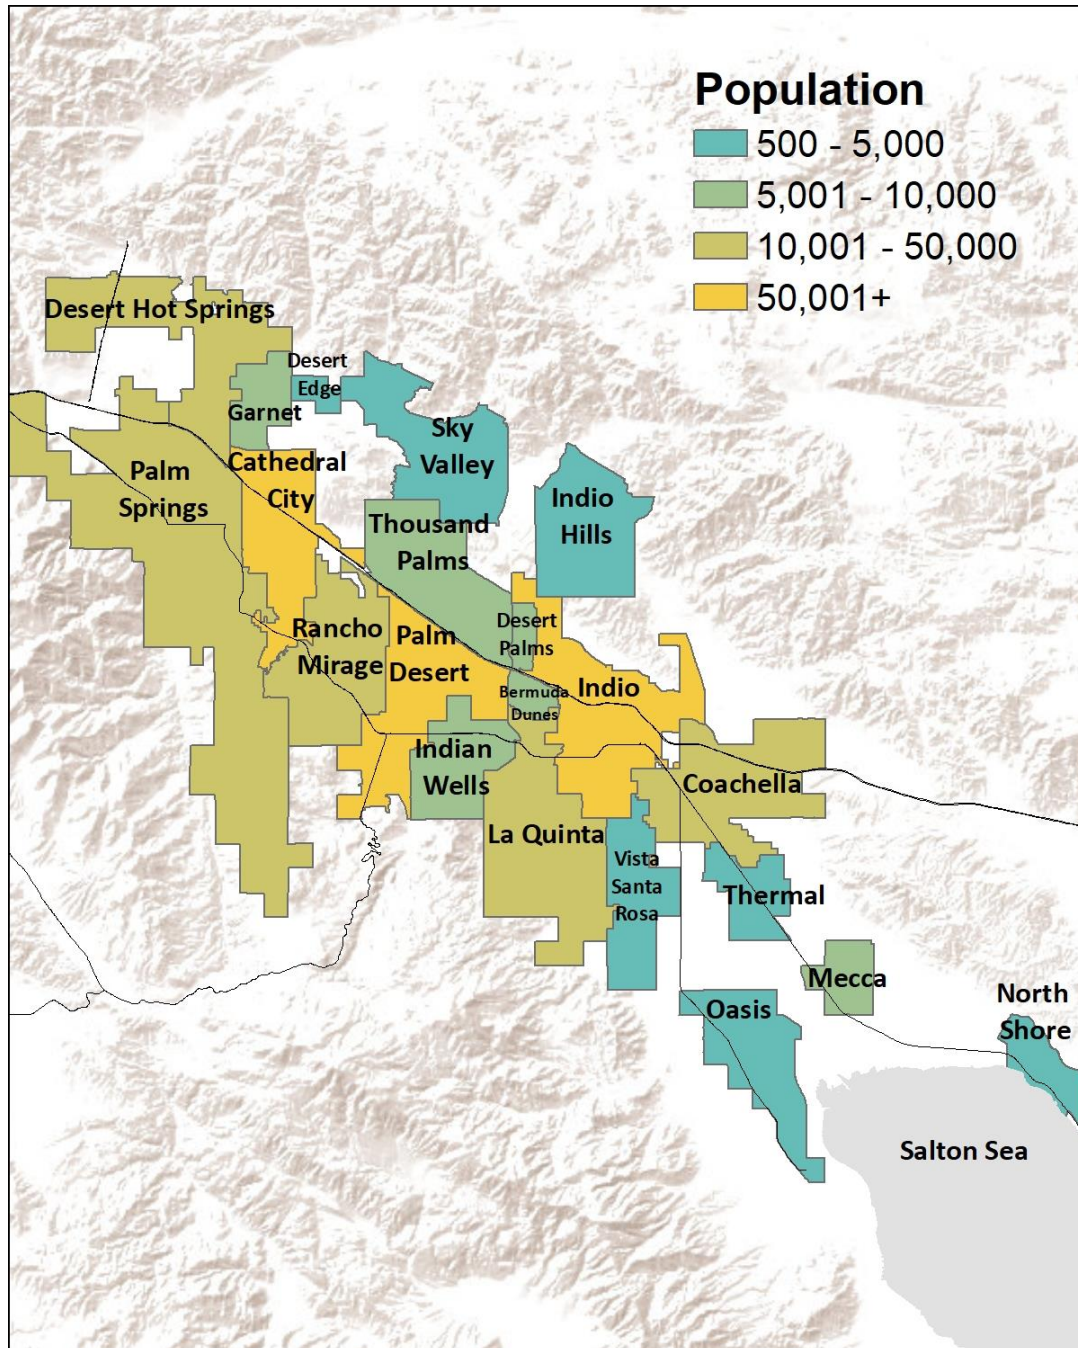 Population
500 - 5,000
5,001 - 10,000
10,001 - 50,000
50,001+
Desert Hot Springs
Desert
Edge
Garnet
Sky
Valley
Cathedral
City
Palm
Springs
Indio
Hills
Thousand
Palms
Rancho
Mirage
Palm
Desert
Desert
Palms
Indio
Bermuda
Dunes
Indian
Wells
Coachella
La Quinta
Vista
Santa
Rosa
Thermal
Mecca
Oasis
North
Shore
Salton Sea